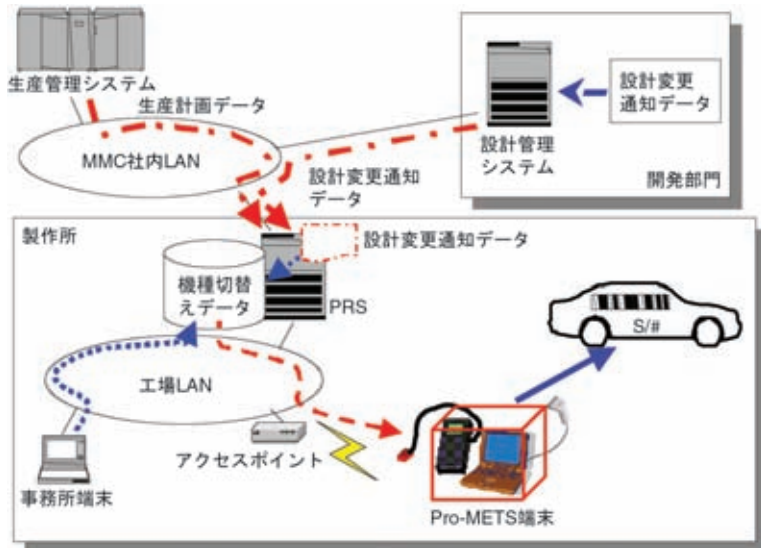 生産管理システム
生産計画データ
MMC社内LAN
設計変更
通知データ
設計管理
システム
開発部門
設計変更通知
データ
製作所
設計変更通知データ
機種切替
えデータ
PRS
S/#
工場LAN
アクセスポイント
事務所端末
Pro-METS端末